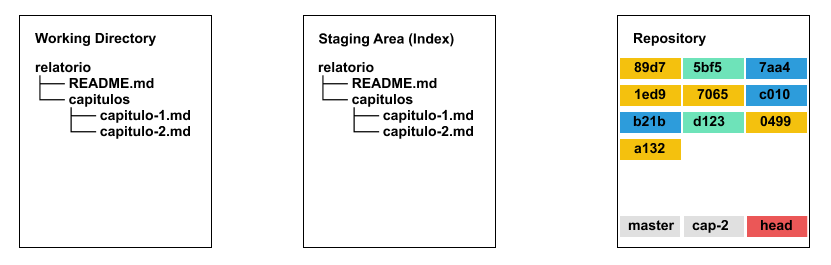 Working Directory
relatorio
README.md
capitulos
capitulo-1.md
capitulo-2.md
Staging Area (Index)
relatorio
README.md
capitulos
capitulo-1.md
capitulo-2.md
Repository
89d7 5bf5 7aa4
1ed9 7065 c010
b21b d123 0499
a132
master cap-2 head